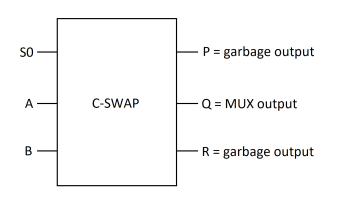 S0
P = garbage output
A
C-SWAP
Q = MUX output
B
R = garbage output